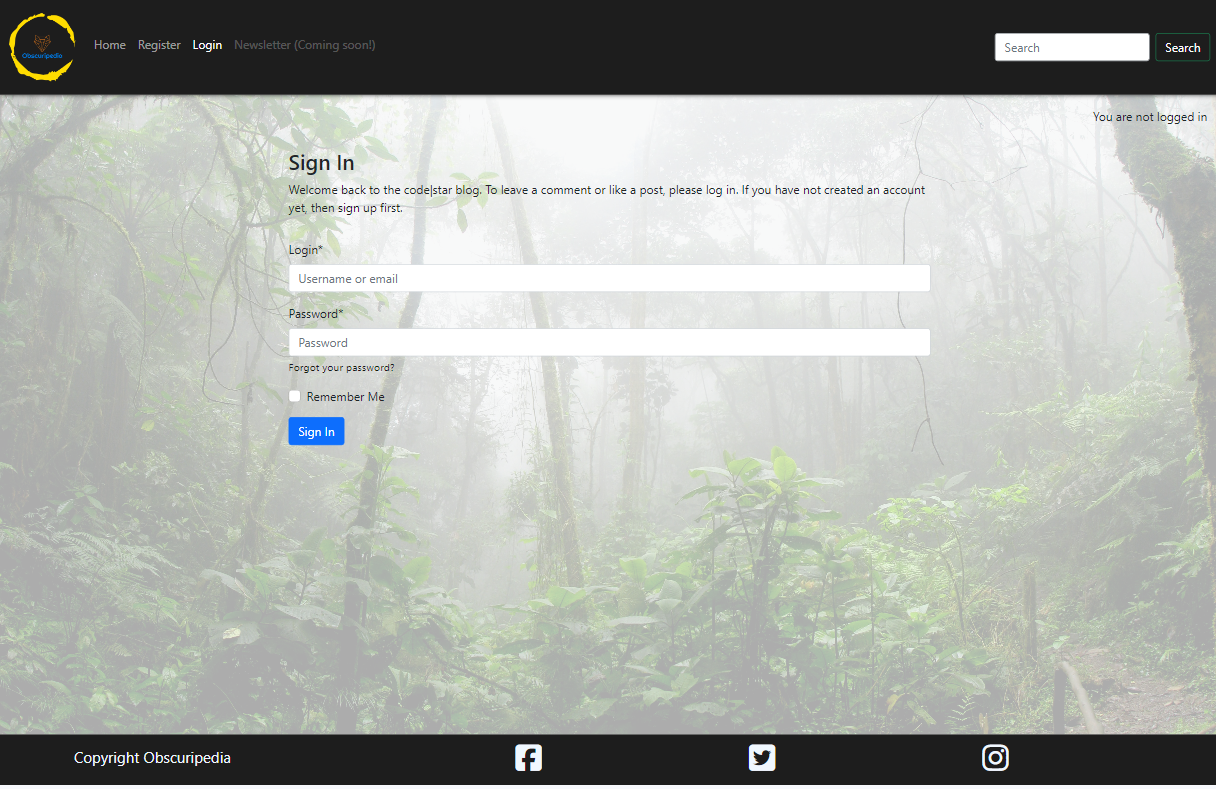 Obscuripedia
Home Register Login Newsletter (Coming soon!)
Search Search
You are not logged in
Sign In
Welcome back to the code|star blog. To leave a comment or like a post, please log in. If you have not created an account
yet, then sign up first.
Login*
Username or email
Password*
Password
Forgot your password?
Remember Me
Sign In
Copyright Obscuripedia